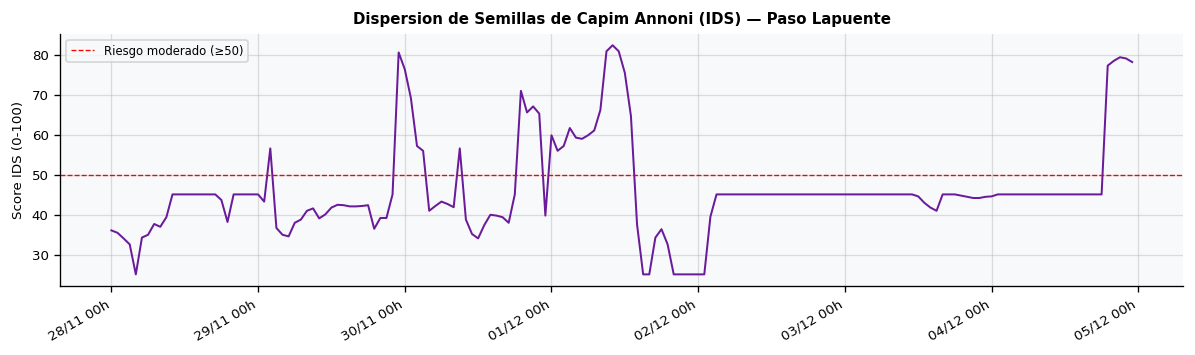 Dispersion de Semillas de Capim Annoni (IDS) — Paso Lapuente
Riesgo moderado (≥50)
Score IDS (0-100)
80
70
60
50
40
30
28/11 00h
29/11 00h
30/11 00h
01/12 00h
02/12 00h
03/12 00h
04/12 00h
05/12 00h